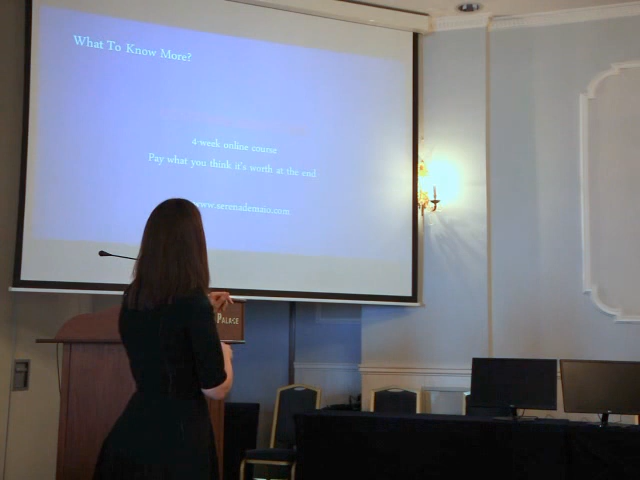 What To Know More?
4-week online course
Pay what you think it's worth at the end
www.serenademaio.com
PALACE